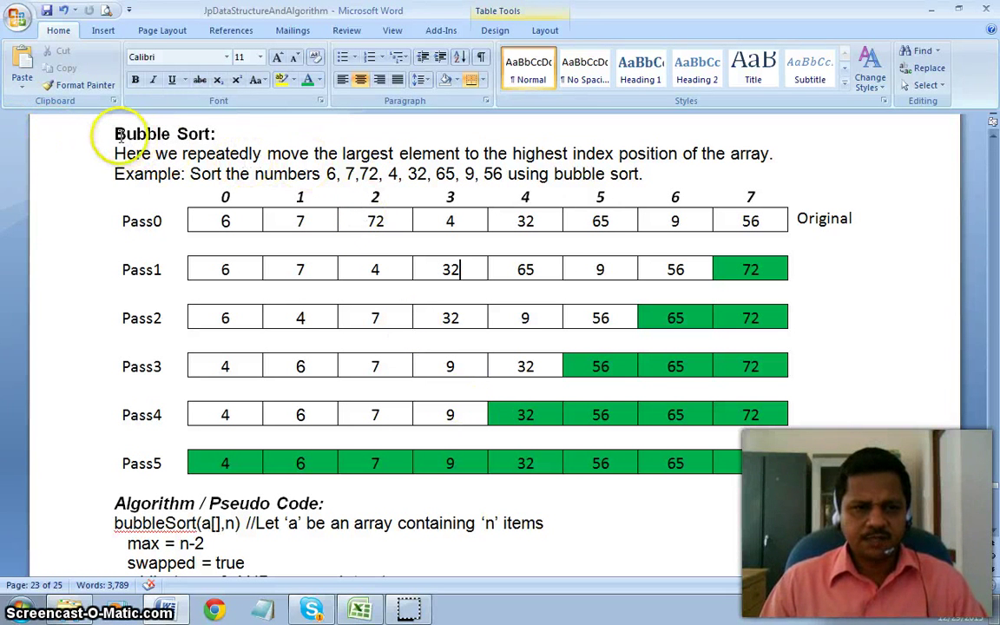 JpDataStructureAndAlgorithm - Microsoft Word
Table Tools
Home Insert Page Layout References Mailings Review View Add-Ins Design Layout
Cut
Copy
Paste
Format Painter
Clipboard
Calibri 11
Font
Paragraph
AaBbCcDc AaBbCcDc AaBbC AaBbCc AaB AaBbCc.
¶ Normal ¶ No Spaci... Heading 1 Heading 2 Title Subtitle
Change Styles
Styles
Find
Replace
Select
Editing
Bubble Sort:
Here we repeatedly move the largest element to the highest index position of the array.
Example: Sort the numbers 6, 7,72, 4, 32, 65, 9, 56 using bubble sort.
0 1 2 3 4 5 6 7
Pass0 6 7 72 4 32 65 9 56 Original
Pass1 6 7 4 32 65 9 56 72
Pass2 6 4 7 32 9 56 65 72
Pass3 4 6 7 9 32 56 65 72
Pass4 4 6 7 9 32 56 65 72
Pass5 4 6 7 9 32 56 65
Algorithm / Pseudo Code:
bubbleSort(a[],n) //Let ‘a’ be an array containing ‘n’ items
max = n-2
swapped = true
Page: 23 of 25 Words: 3,789
Screencast-O-Matic.com